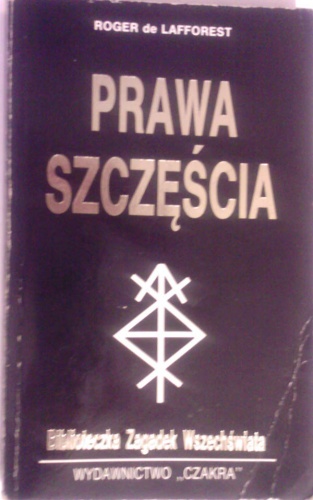 ROGER de LAFFOREST
PRAWA
SZCZĘŚCIA
Biblioteczka Zagadek Wszechświata
WYDAWNICTWO „CZAKRA"